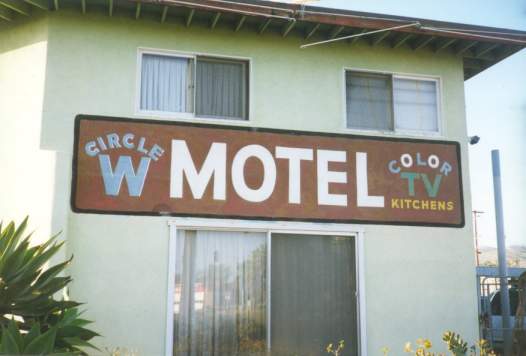 CIRCLE
W MOTEL
COLOR
TV
KITCHENS